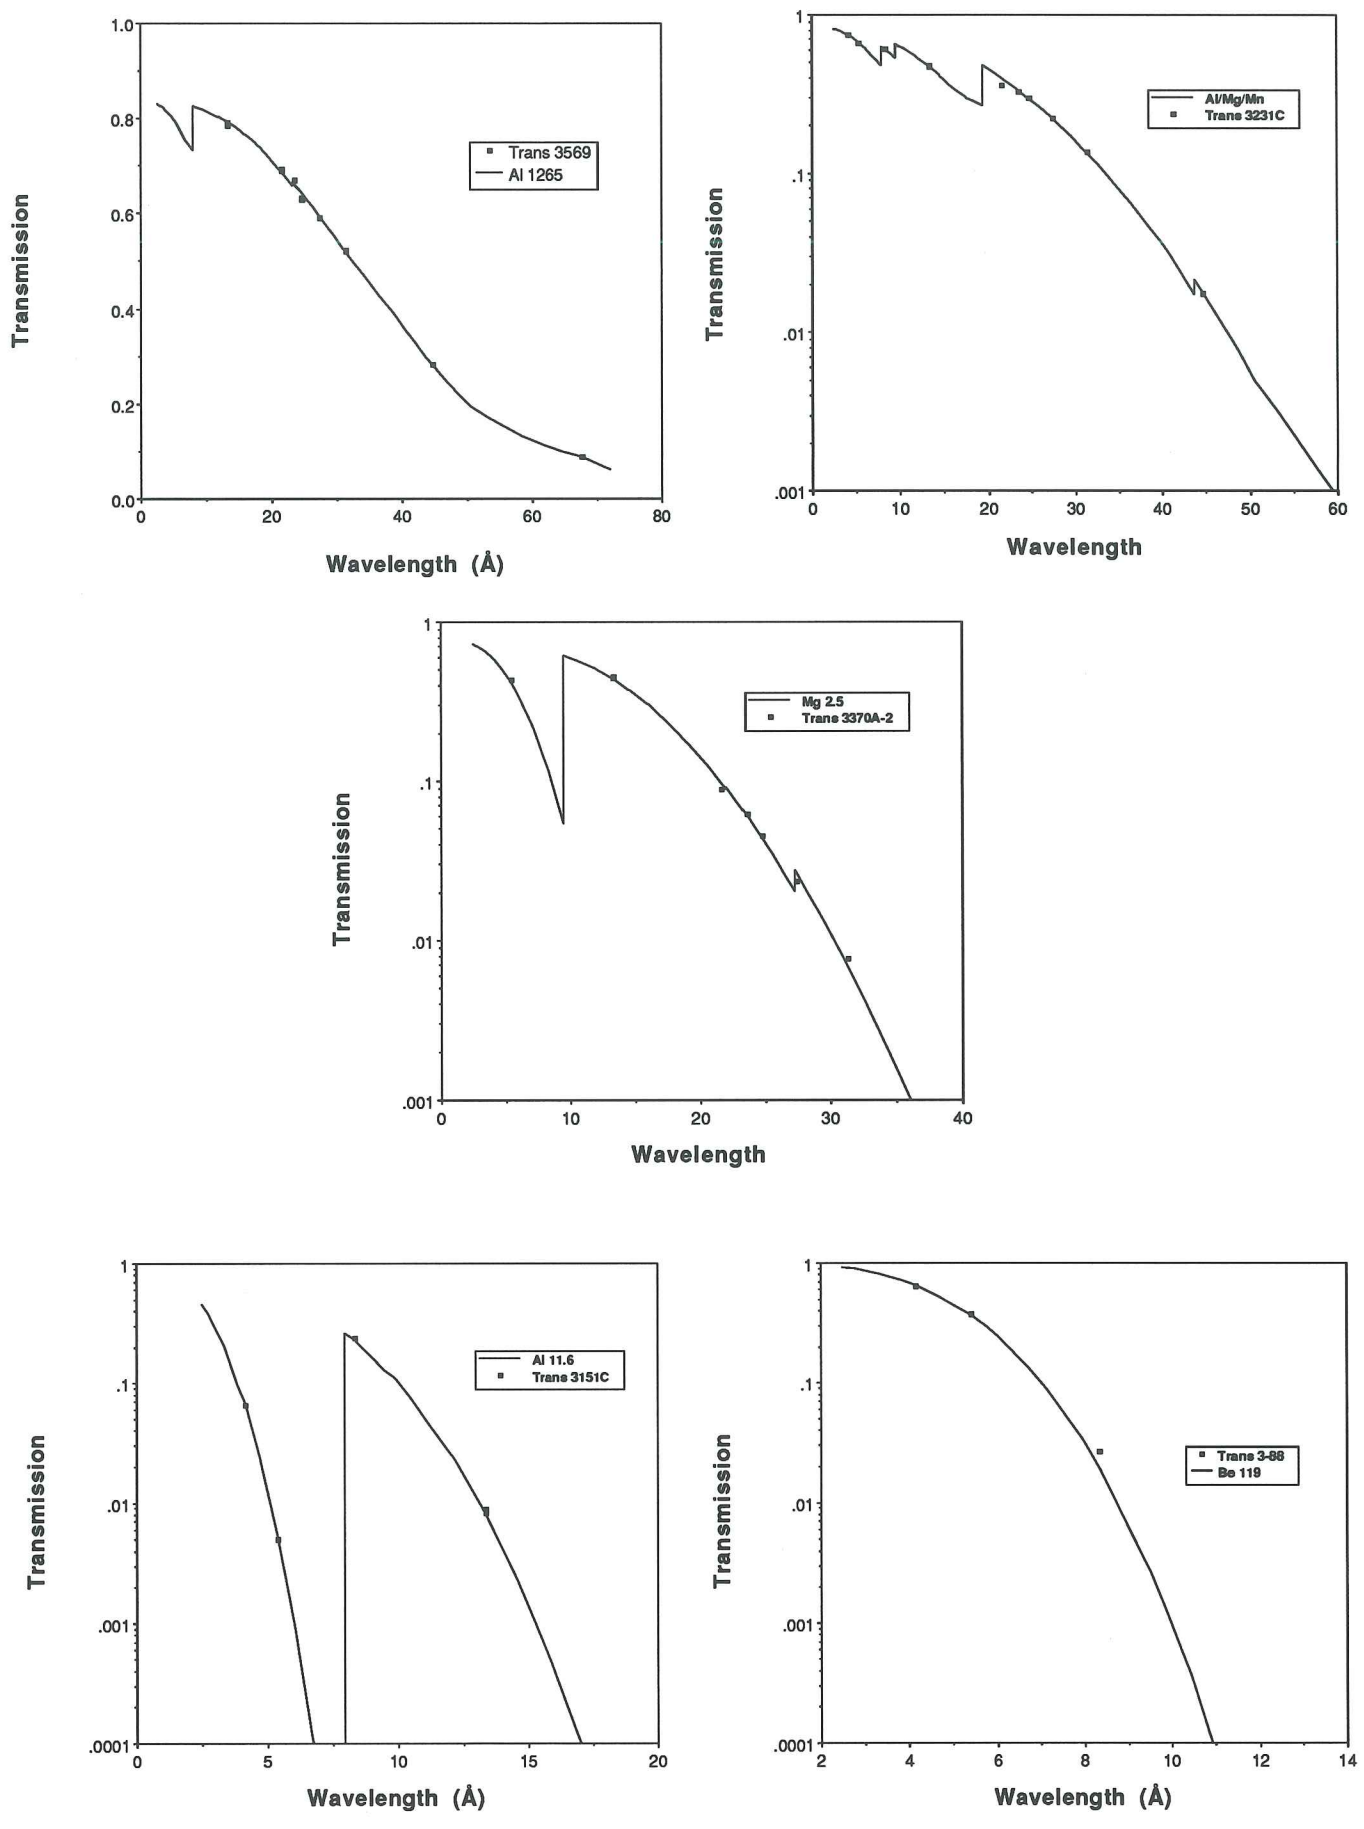 1.0
0.8
0.6
0.4
0.2
0.0
0 20 40 60 80
Transmission
Wavelength (Å)
Trans 3569
Al 1265
1
.1
.01
.001
0 10 20 30 40 50 60
Transmission
Wavelength
Al/Mg/Mn
Trans 3231C
1
.1
.01
.001
0 10 20 30 40
Transmission
Wavelength
Mg 2.5
Trans 3370A-2
1
.1
.01
.001
.0001
0 5 10 15 20
Transmission
Wavelength (Å)
Al 11.6
Trans 3151C
1
.1
.01
.001
.0001
2 4 6 8 10 12 14
Transmission
Wavelength (Å)
Trans 3-88
Be 119